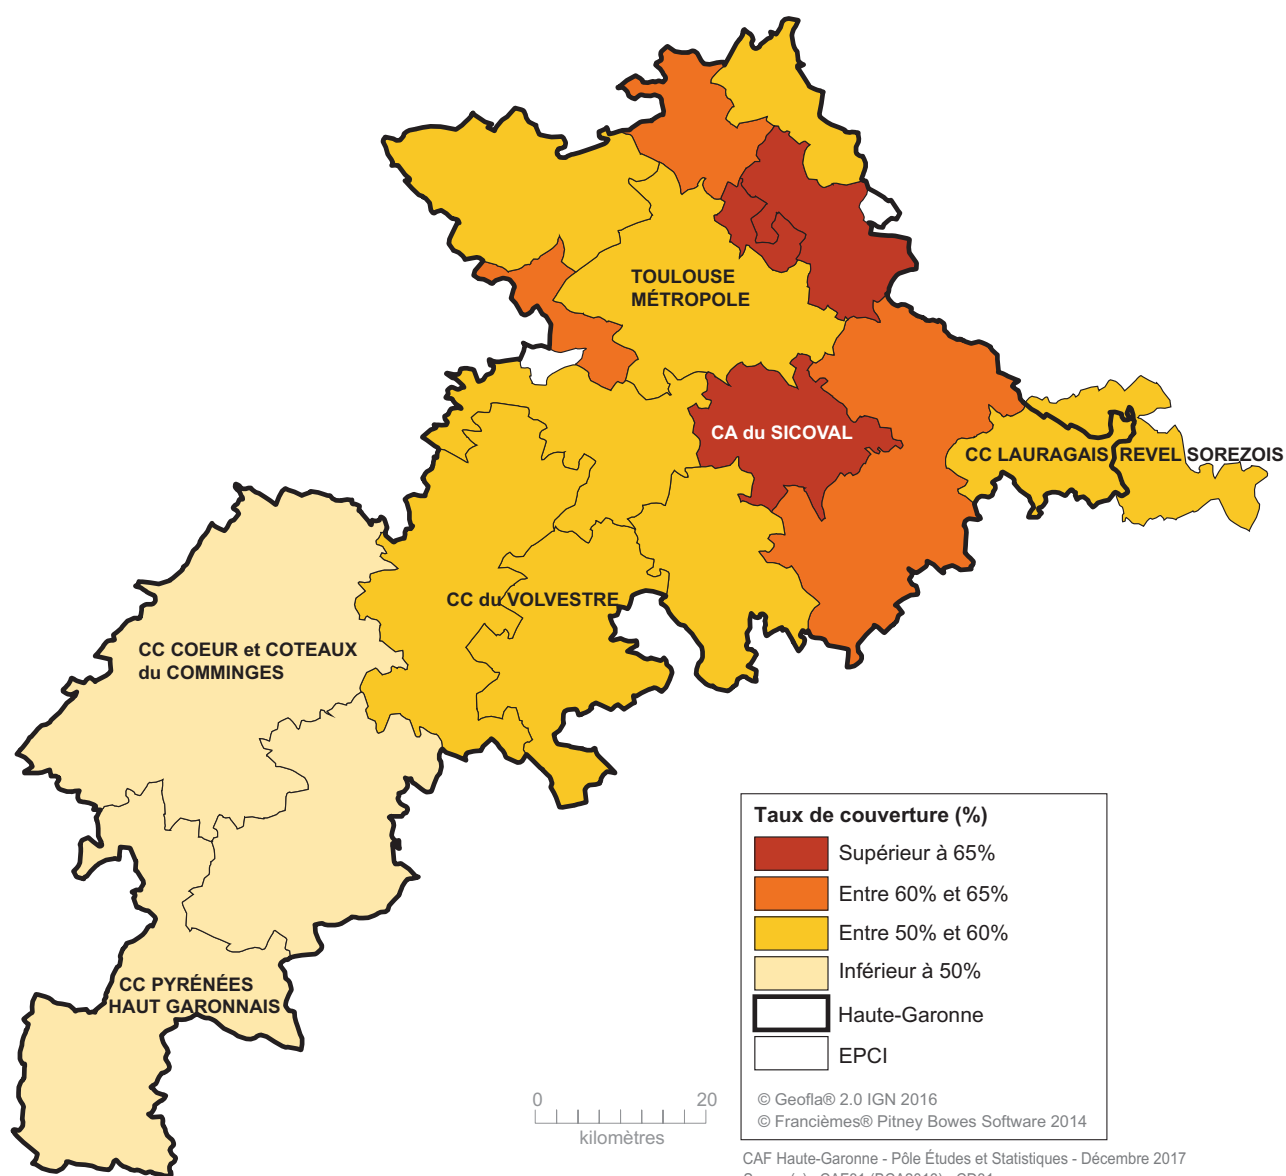 TOULOUSE
MÉTROPOLE
CA du SICOVAL
CC LAURAGAIS REVEL SOREZOIS
CC du VOLVESTRE
CC COEUR et COTEAUX
du COMMINGES
CC PYRÉNÉES
HAUT GARONNAIS
Taux de couverture (%)
Supérieur à 65%
Entre 60% et 65%
Entre 50% et 60%
Inférieur à 50%
Haute-Garonne
EPCI
© Geofla® 2.0 IGN 2016
© Francièmes® Pitney Bowes Software 2014
0 20
kilomètres
CAF Haute-Garonne - Pôle Études et Statistiques - Décembre 2017